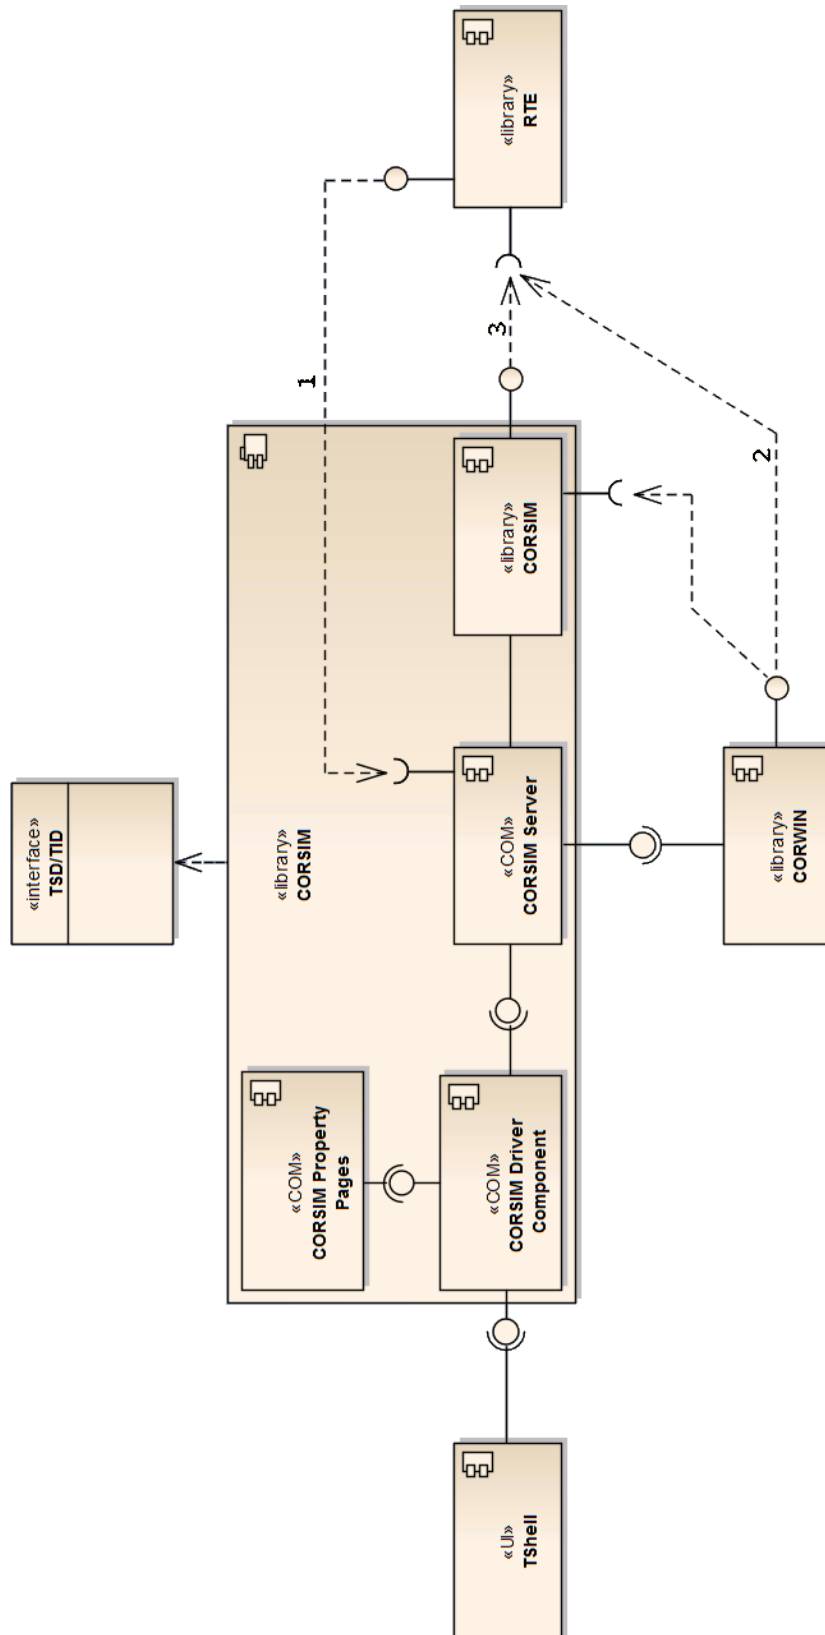 «interface»
TSD/TID
«library»
CORSIM
«COM»
CORSIM Property
Pages
1
«UI»
TShell
«COM»
CORSIM Driver
Component
«COM»
CORSIM Server
«library»
CORSIM
3
«library»
RTE
2
«library»
CORWIN